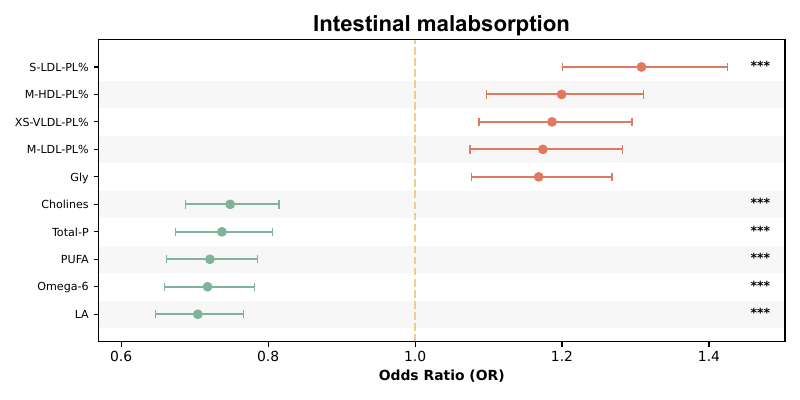 Intestinal malabsorption
S-LDL-PL% ***
M-HDL-PL%
XS-VLDL-PL%
M-LDL-PL%
Gly
Cholines ***
Total-P ***
PUFA ***
Omega-6 ***
LA ***
0.6 0.8 1.0 1.2 1.4
Odds Ratio (OR)